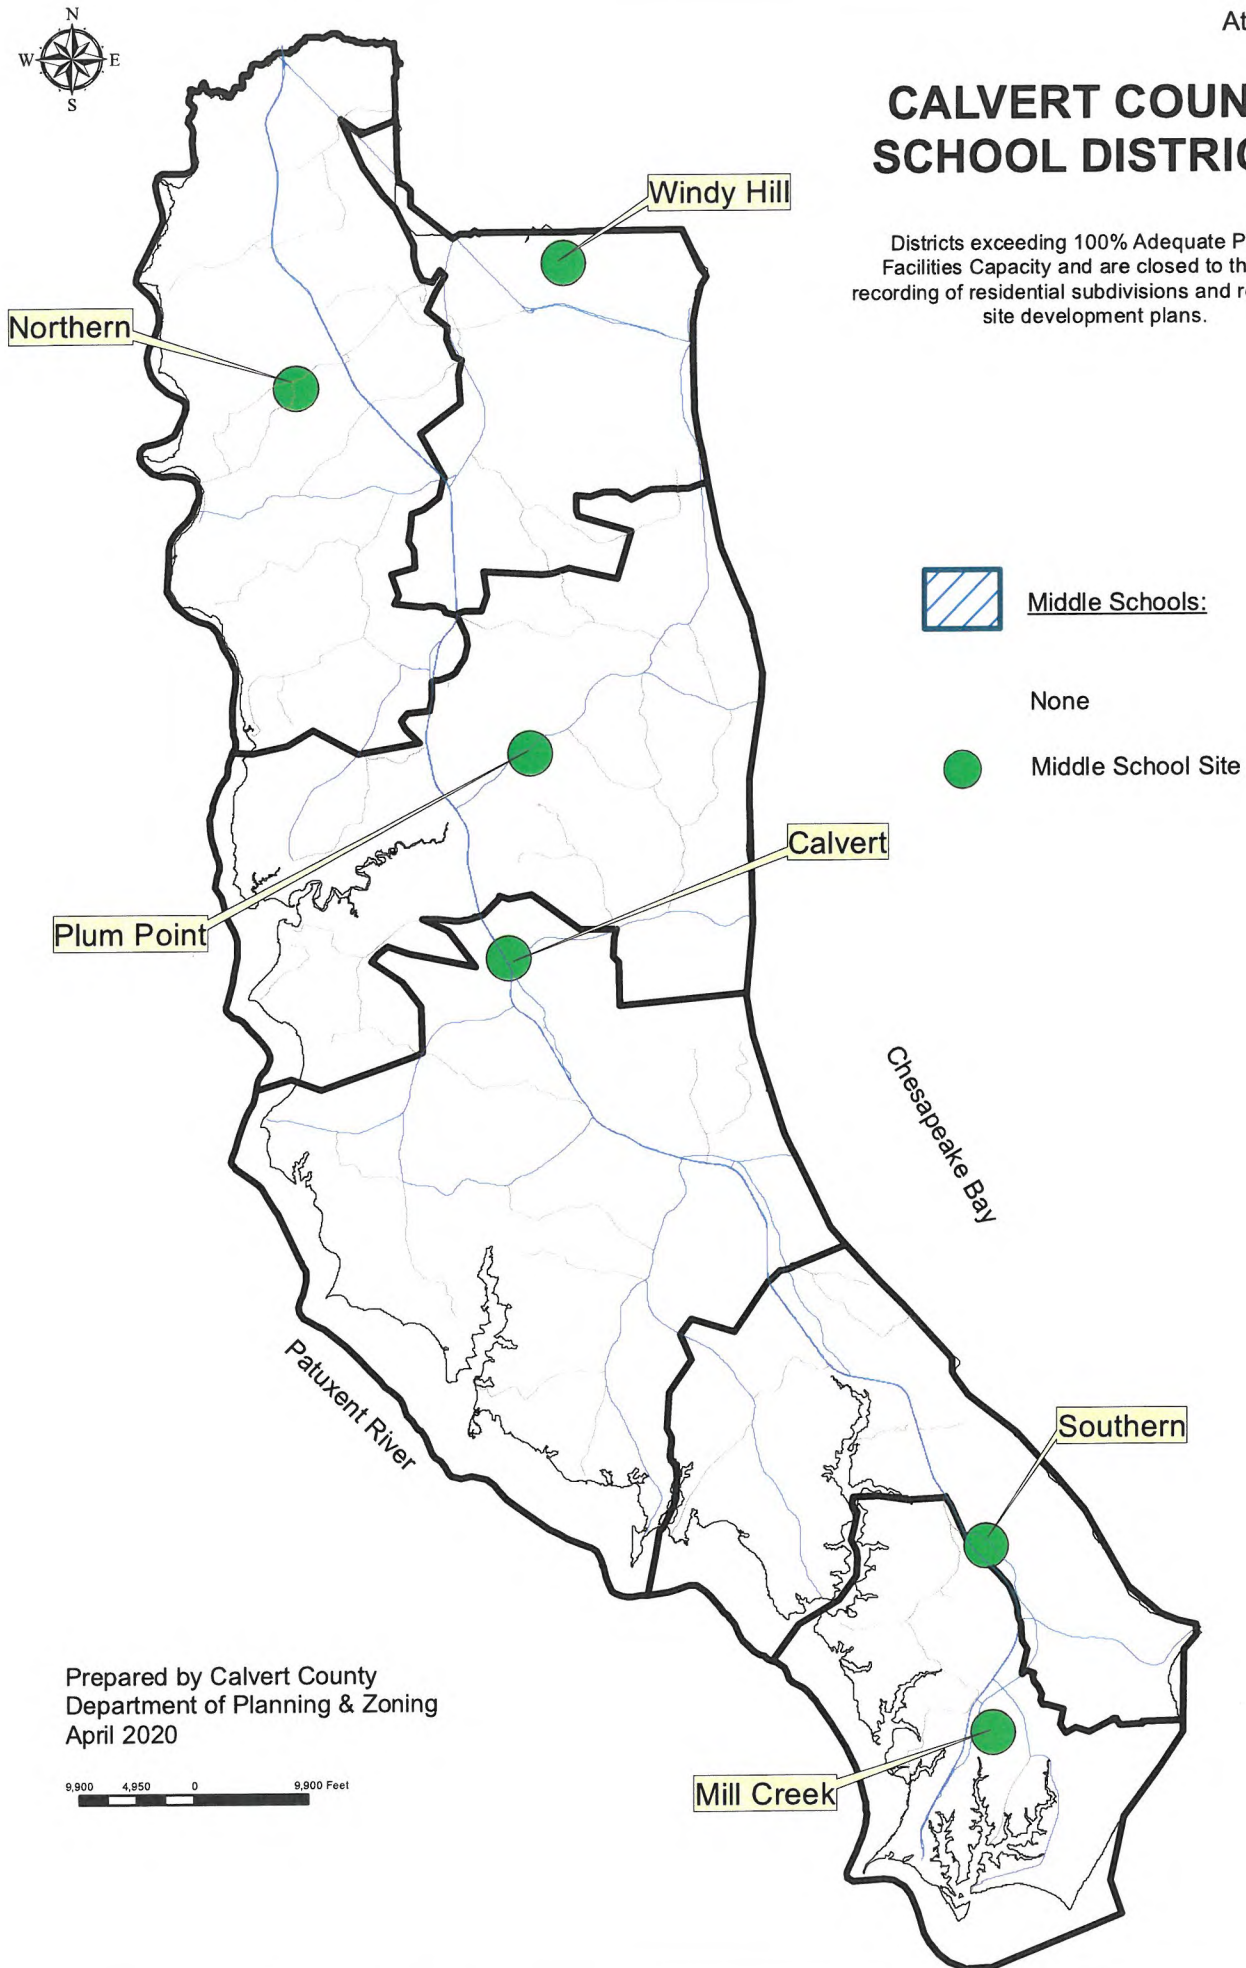 N
W E
S
At
CALVERT COUN
SCHOOL DISTRI
Districts exceeding 100% Adequate P
Facilities Capacity and are closed to th
recording of residential subdivisions and r
site development plans.
Windy Hill
Northern
Middle Schools:
None
Middle School Site
Calvert
Plum Point
Chesapeake Bay
Patuxent River
Southern
Prepared by Calvert County
Department of Planning & Zoning
April 2020
9,900 4,950 0 9,900 Feet
Mill Creek